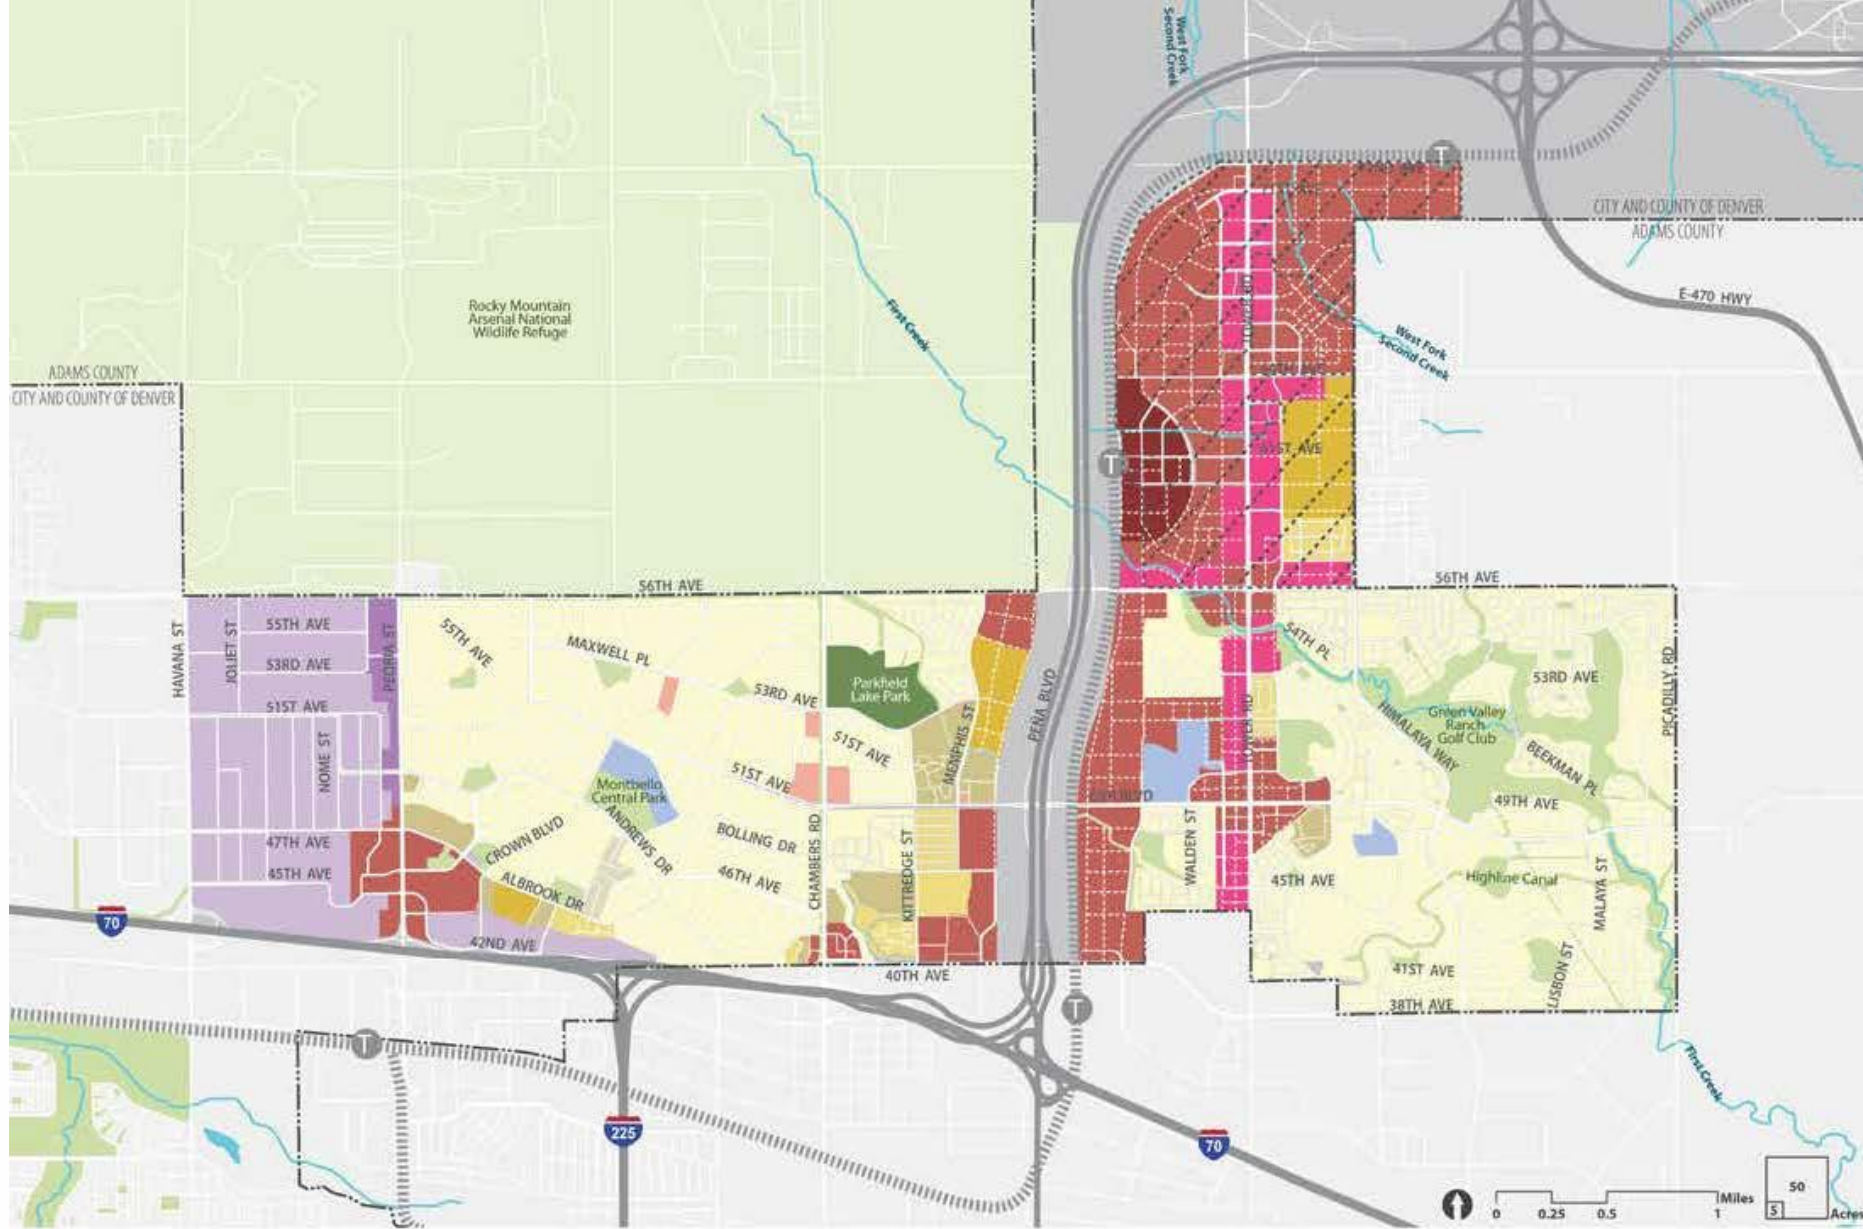 West Fork
Second Creek
T
CITY AND COUNTY OF DENVER
ADAMS COUNTY
E-470 HWY
Rocky Mountain
Arsenal National
Wildlife Refuge
First Creek
West Fork
Second Creek
ADAMS COUNTY
CITY AND COUNTY OF DENVER
61ST AVE
T
56TH AVE
56TH AVE
HAVANA ST
JOLIET ST
55TH AVE
PEORIA ST
55TH AVE
MAXWELL PL
54TH PL
53RD AVE
53RD AVE
Parkfield
Lake Park
PENA BLVD
53RD AVE
PICADILLY RD
51ST AVE
NOME ST
51ST AVE
MEMPHIS ST
TOWER RD
HIMALAYA WAY
Green Valley
Ranch
Golf Club
BEEKMAN PL
51ST AVE
Montbello
Central Park
49TH AVE
47TH AVE
CROWN BLVD
ANDREWS DR
BOLLING DR
CHAMBERS RD
KITTREDGE ST
WALDEN ST
45TH AVE
ALBROOK DR
46TH AVE
45TH AVE
Highline Canal
MALAYA ST
70
42ND AVE
40TH AVE
41ST AVE
LISBON ST
38TH AVE
T
T
First Creek
225
70
0
0.25
0.5
1
Miles
50
5
Acres